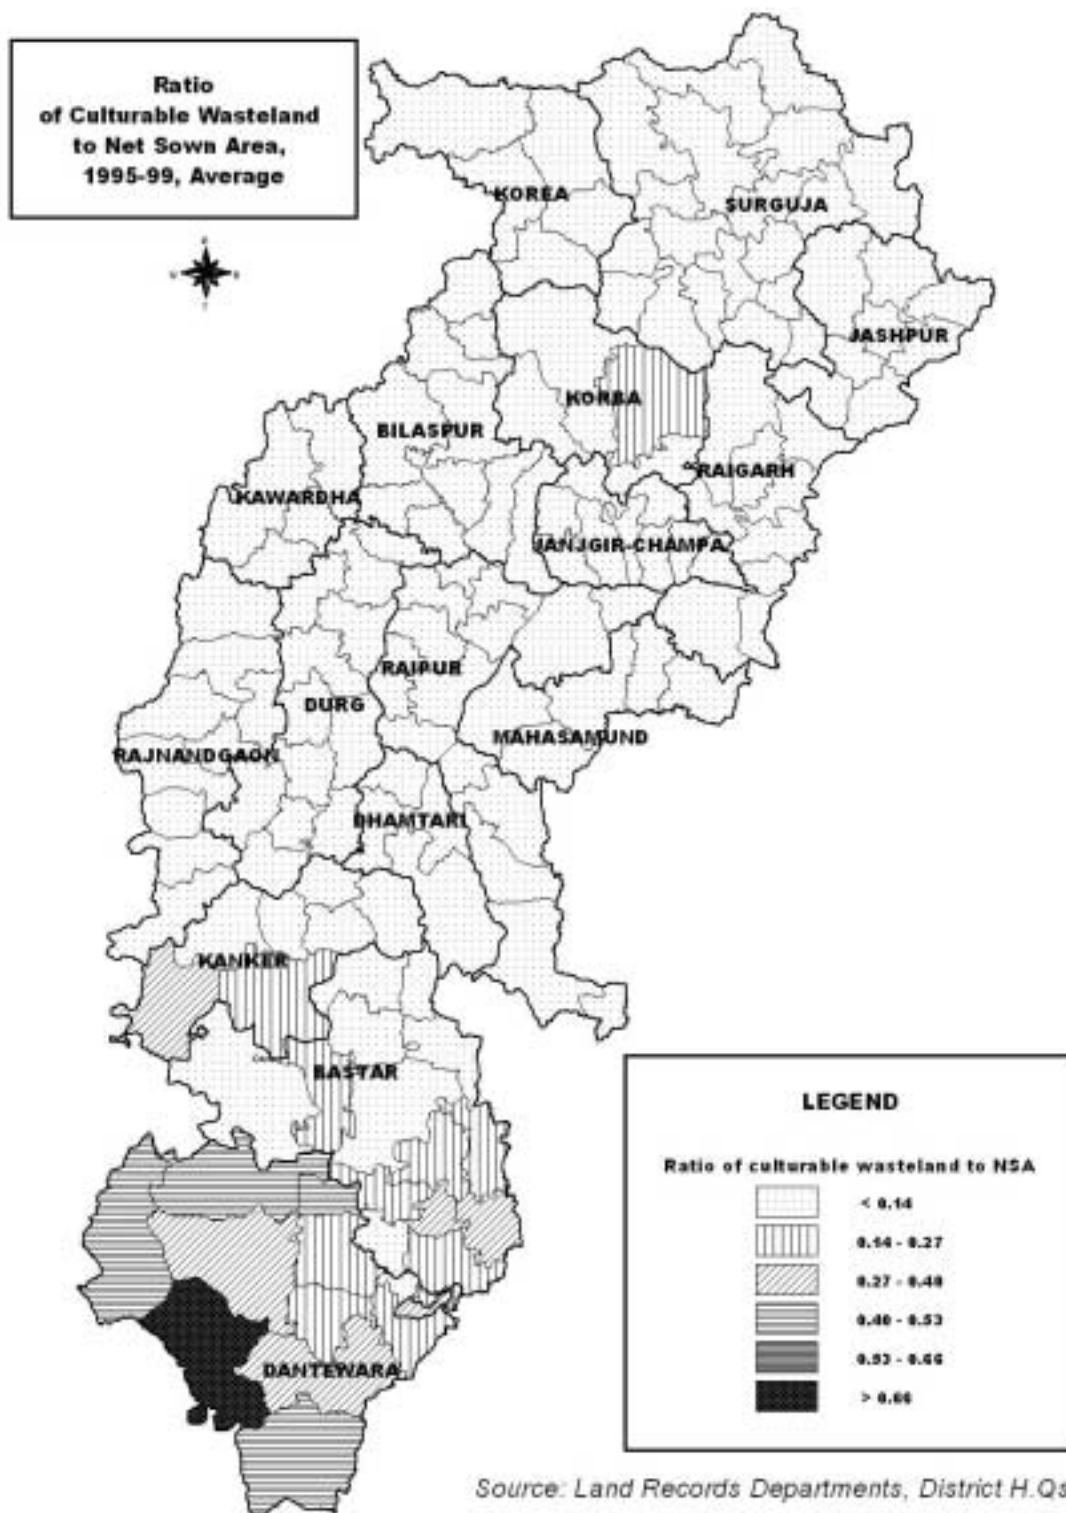 Ratio
of Culturable Wasteland
to Net Sown Area,
1995-99, Average
KOREA
SURGUJA
JASHPUR
KORBA
BILASPUR
RAIGARH
KAWARDHA
JANJGIR-CHAMPA
RAIPUR
DURG
MAHASAMUND
RAJNANDGAON
DHAMTARI
KANKER
BASTAR
DANTEWARA
LEGEND
Ratio of culturable wasteland to NSA
< 0.14
0.14 - 0.27
0.27 - 0.40
0.40 - 0.53
0.53 - 0.66
> 0.66
Source: Land Records Departments, District H.Qs